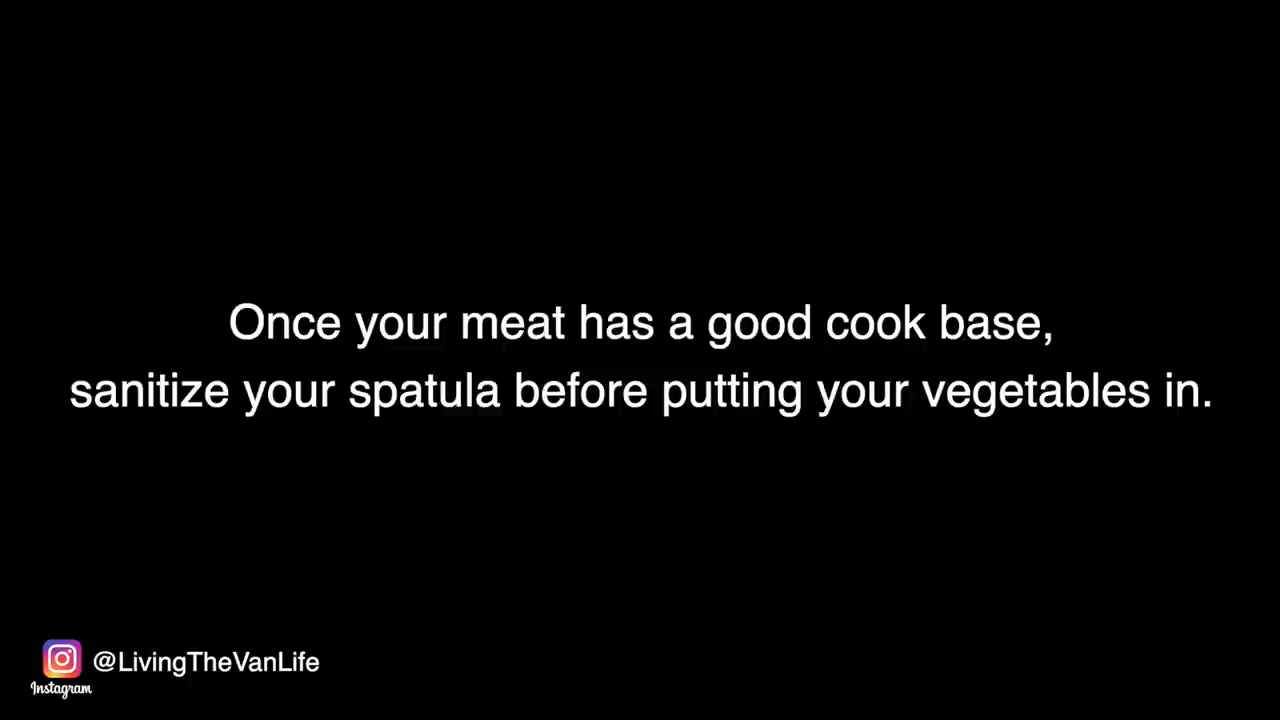 Once your meat has a good cook base,
sanitize your spatula before putting your vegetables in.
@LivingTheVanLife
Instagram